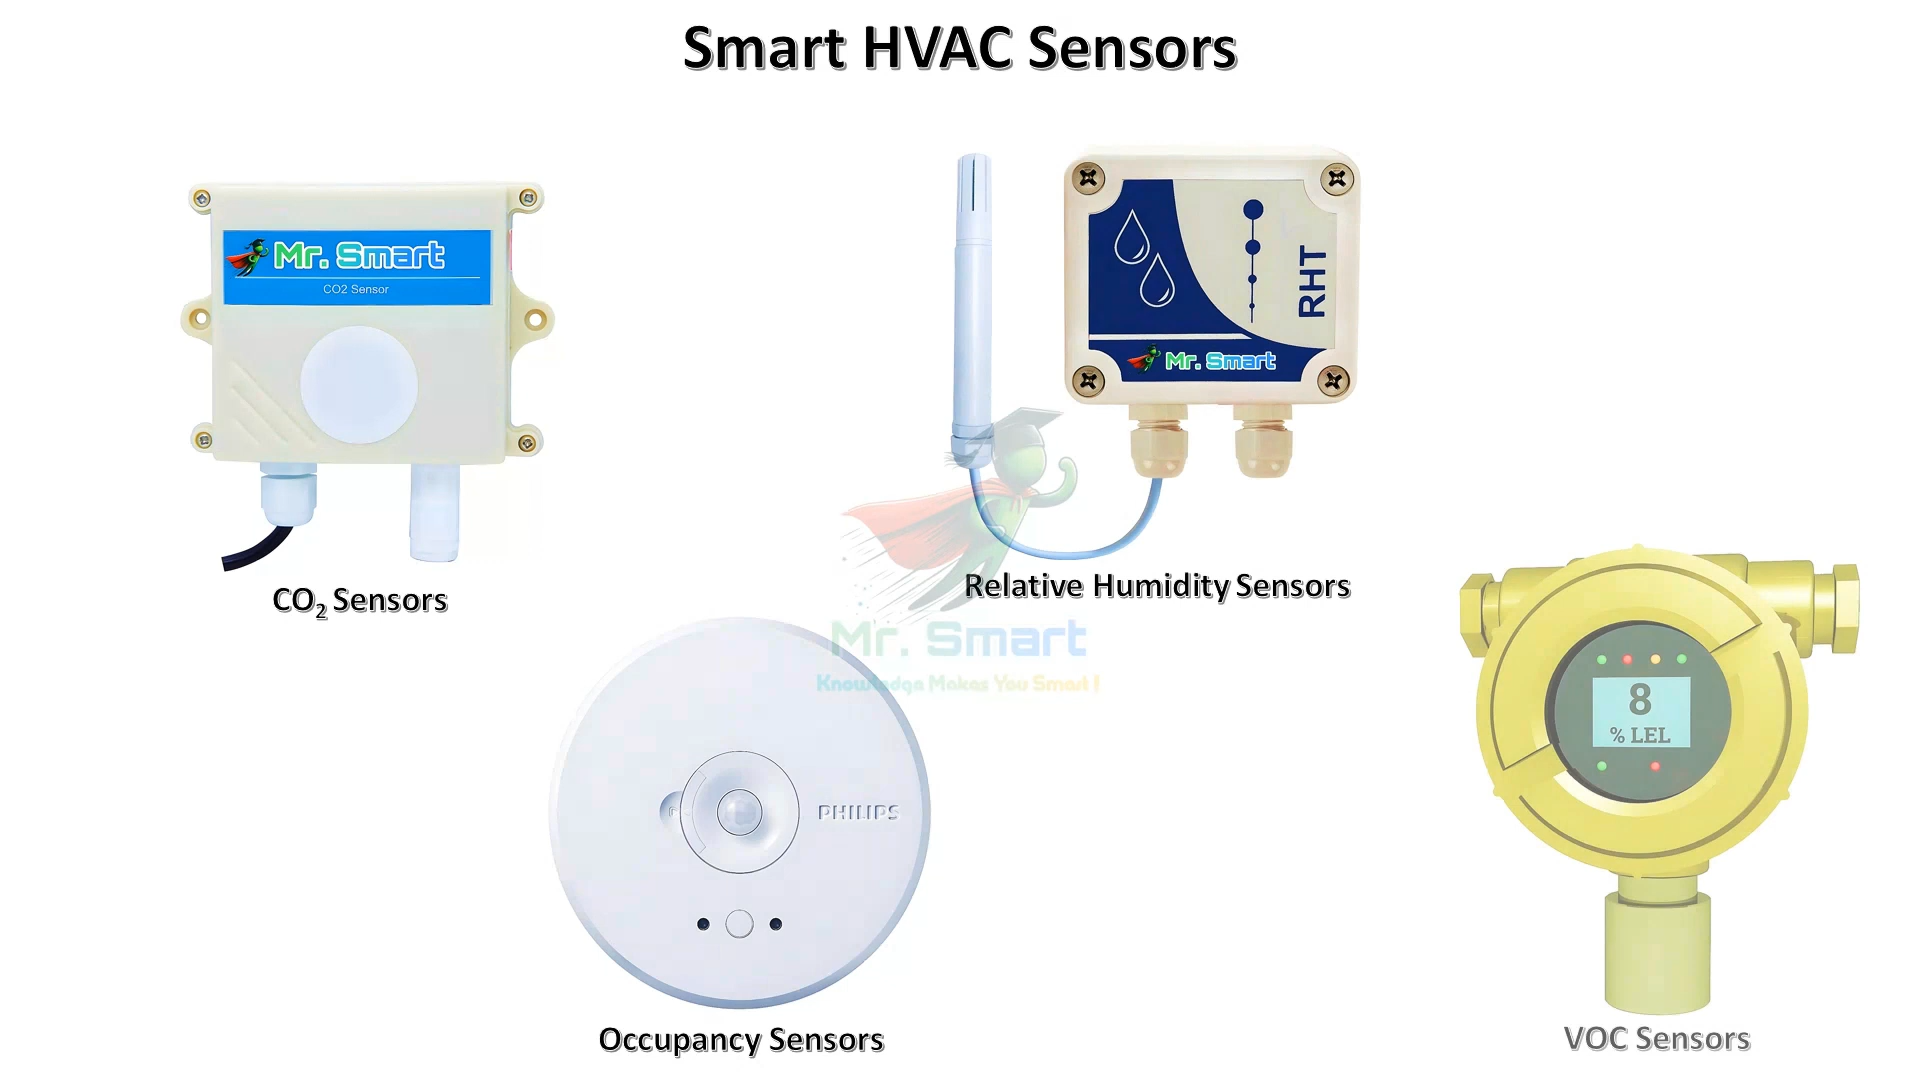 Smart HVAC Sensors
Mr. Smart
CO2 Sensor
RHT
Mr. Smart
CO₂ Sensors
Relative Humidity Sensors
Mr. Smart
Knowledge Makes You Smart !
8
% LEL
PHILIPS
Occupancy Sensors
VOC Sensors